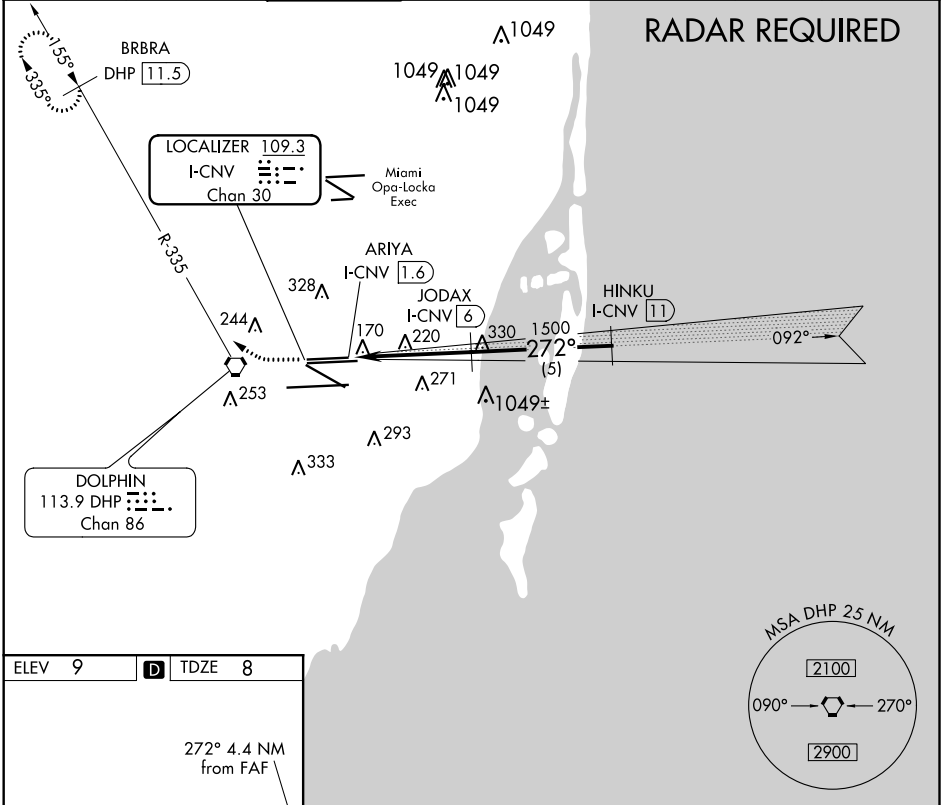 RADAR REQUIRED
1049
1049
1049
1049
155°
335°
BRBRA
DHP 11.5
LOCALIZER 109.3
I-CNV
Chan 30
Miami
Opa-Locka
Exec
R-335
ARIYA
I-CNV 1.6
JODAX
I-CNV 6
HINKU
I-CNV 11
328
244
170
220
330
1500
272°
(5)
092°
253
271
1049±
293
333
DOLPHIN
113.9 DHP
Chan 86
MSA DHP 25 NM
2100
090°
270°
2900
ELEV 9
D
TDZE 8
272° 4.4 NM
from FAF